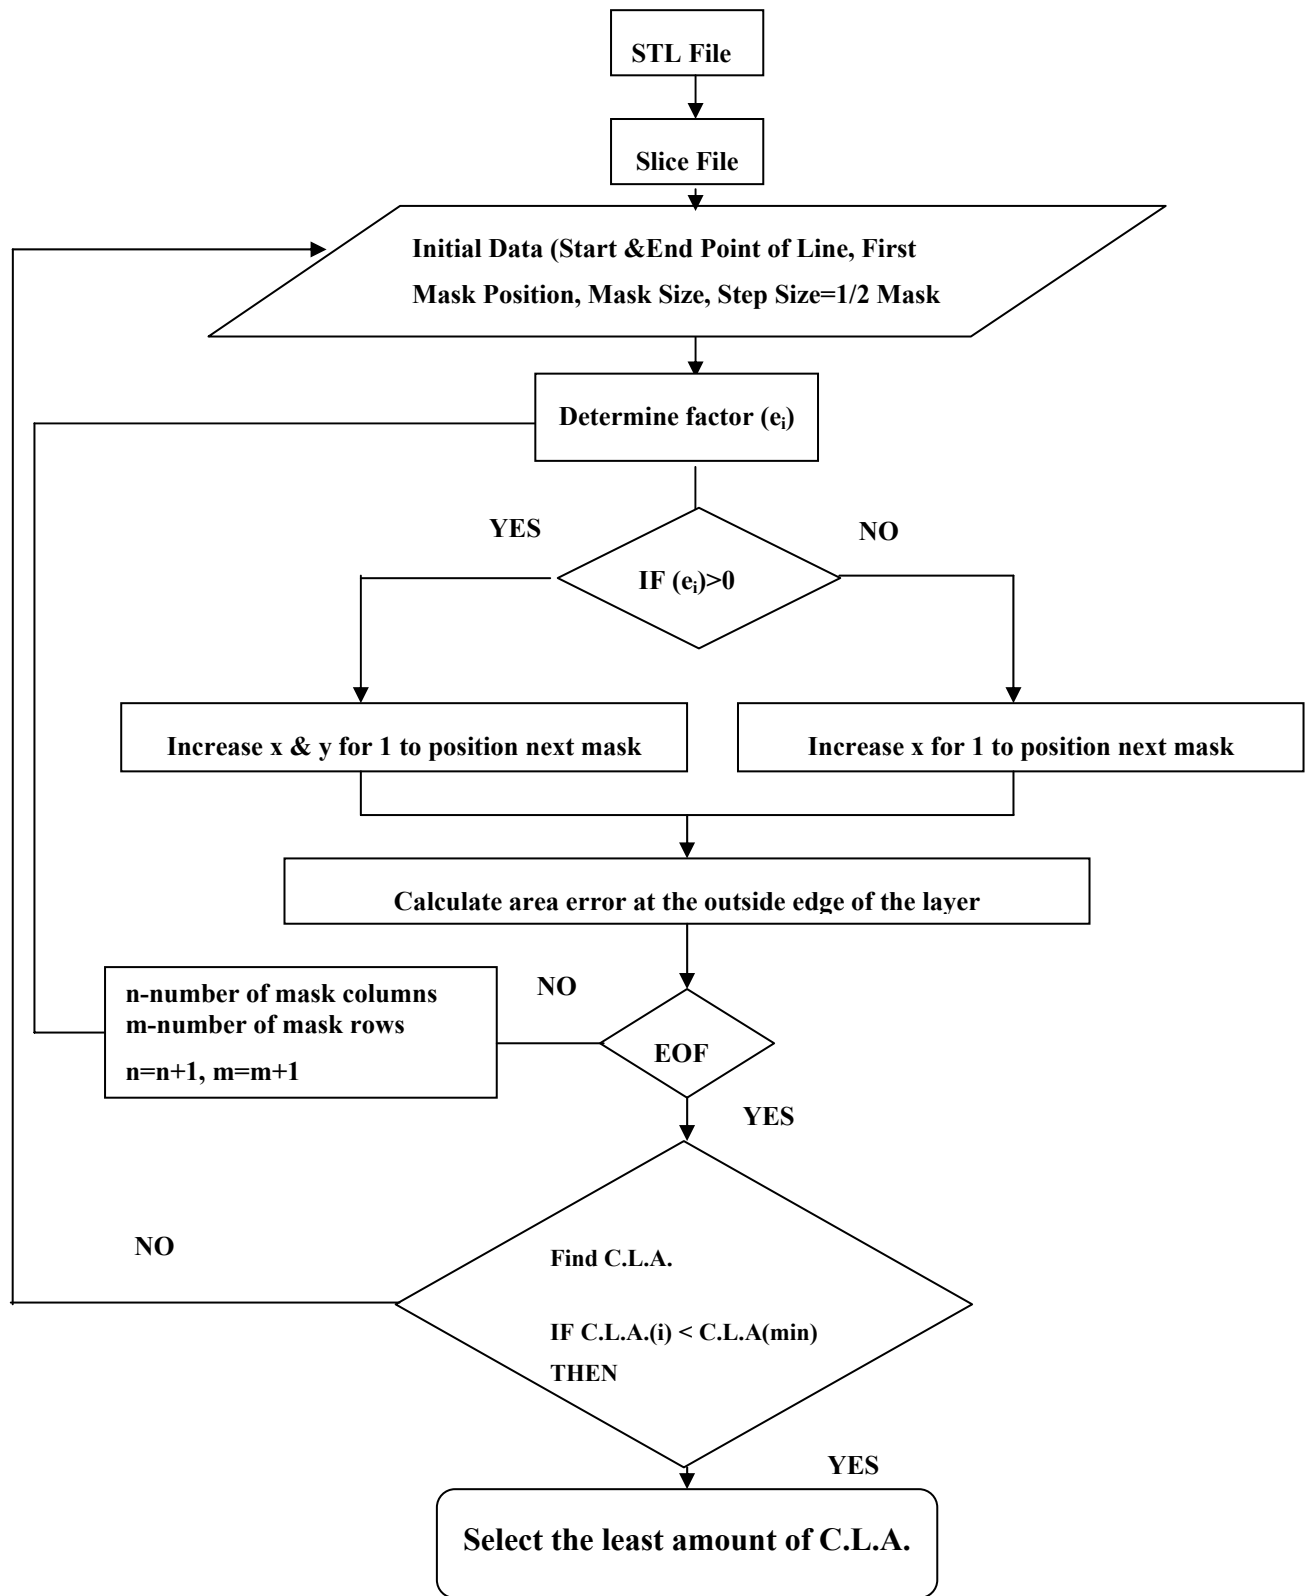 STL File
Slice File
Initial Data (Start &End Point of Line, First
Mask Position, Mask Size, Step Size=1/2 Mask
Determine factor (eᵢ)
YES
NO
IF (eᵢ)>0
Increase x & y for 1 to position next mask
Increase x for 1 to position next mask
Calculate area error at the outside edge of the layer
n-number of mask columns
m-number of mask rows
n=n+1, m=m+1
NO
EOF
YES
NO
Find C.L.A.
IF C.L.A.(i) < C.L.A(min)
THEN
YES
Select the least amount of C.L.A.